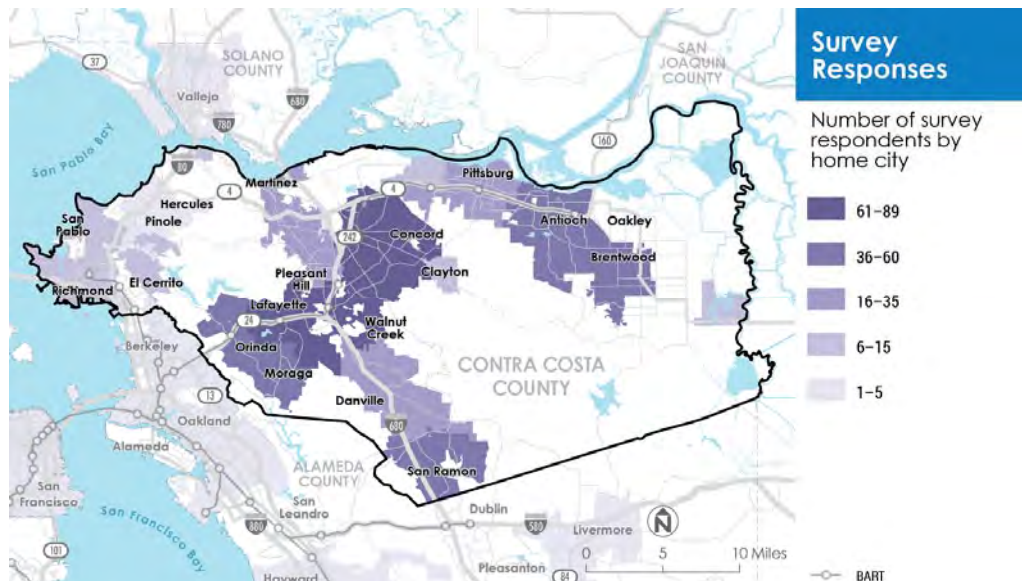 Survey
Responses
Number of survey
respondents by
home city
61–89
36–60
16–35
6–15
1–5
BART
SOLANO
COUNTY
SAN
JOAQUIN
COUNTY
37
Vallejo
680
780
160
San Pablo Bay
80
Martinez
4
4
Pittsburg
Hercules
San
Pablo
Pinole
242
Concord
Antioch
Oakley
Clayton
Brentwood
Richmond
El Cerrito
Pleasant
Hill
Lafayette
24
Walnut
Creek
Berkeley
Orinda
CONTRA COSTA
COUNTY
Moraga
13
Danville
Oakland
680
Alameda
ALAMEDA
COUNTY
San Ramon
San
Francisco
San
Leandro
Dublin
N
San Francisco Bay
880
580
Livermore
101
0 5 10 Miles
Hayward
Pleasanton
84